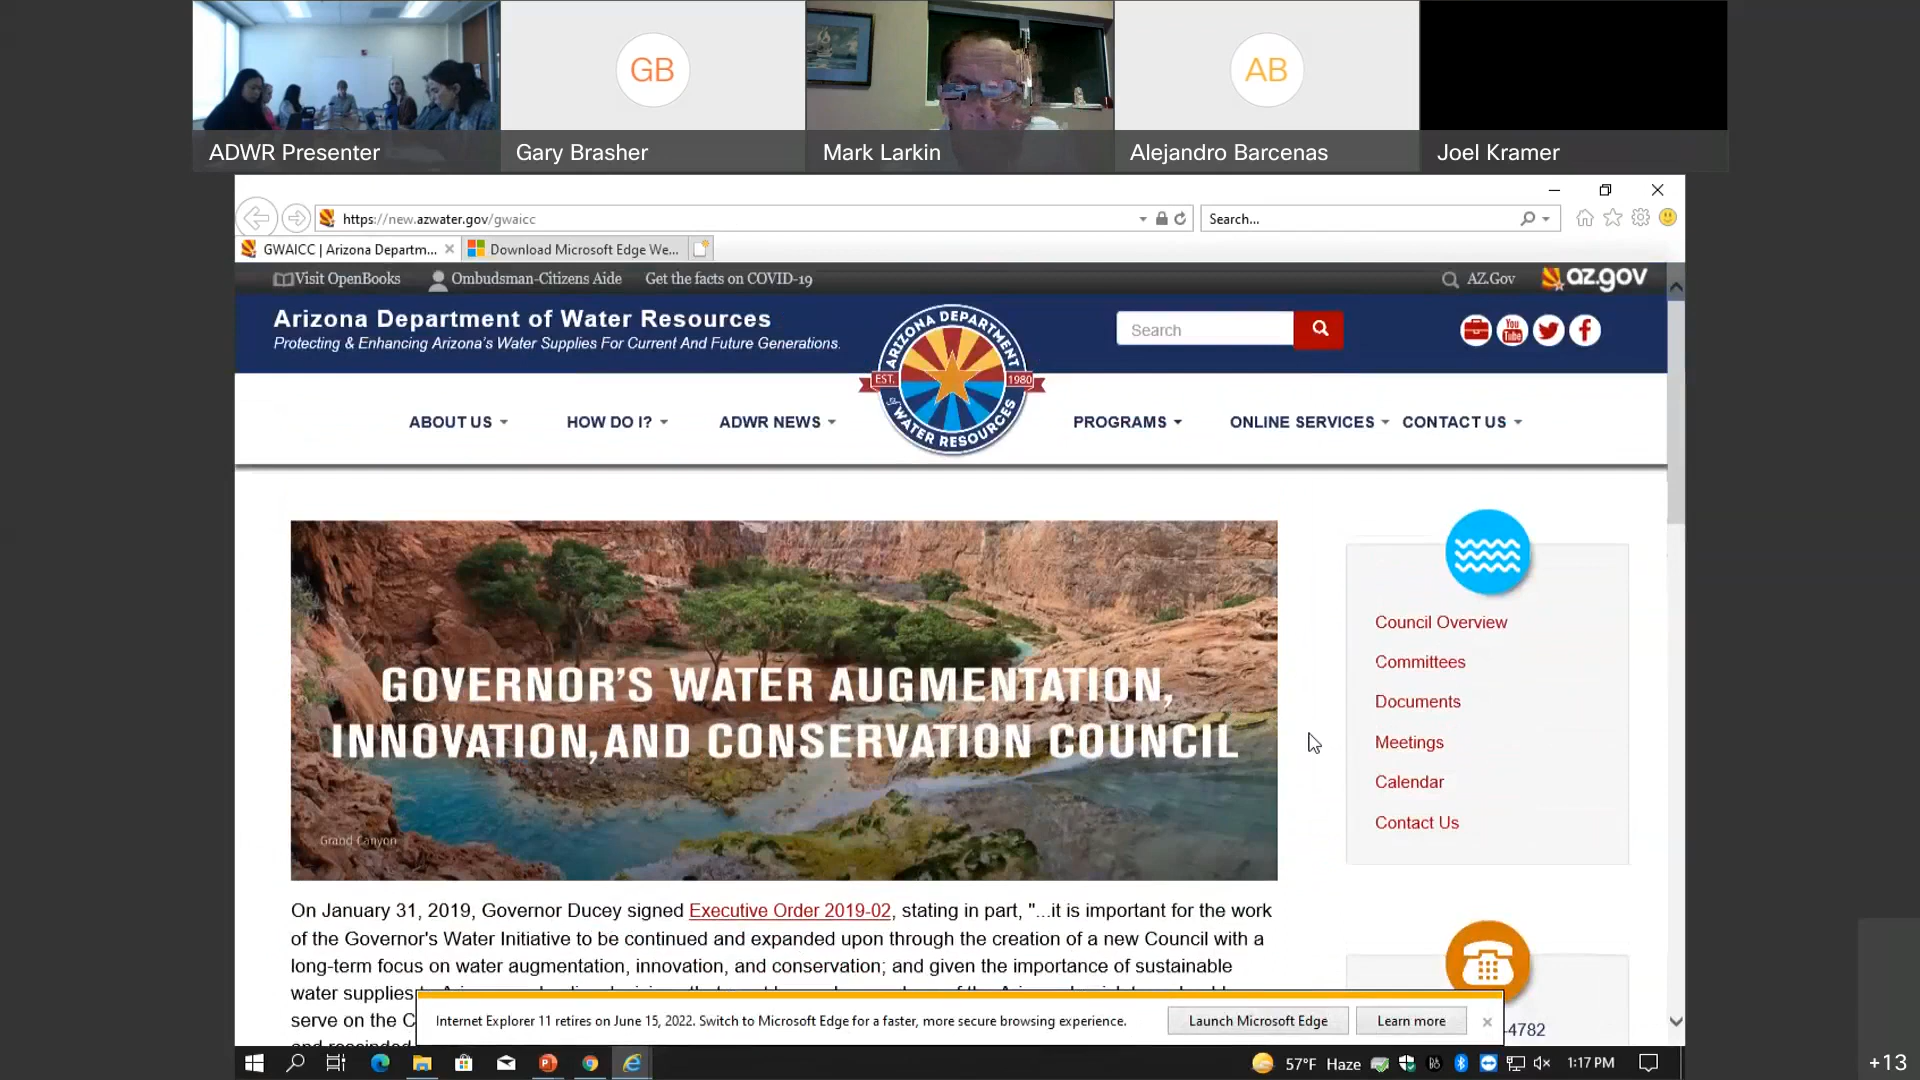 GB
AB
ADWR Presenter
Gary Brasher
Mark Larkin
Alejandro Barcenas
Joel Kramer
https://new.azwater.gov/gwaicc
Search...
GWAICC | Arizona Departm...
Download Microsoft Edge We...
Visit OpenBooks
Ombudsman-Citizens Aide
Get the facts on COVID-19
AZ.Gov
az.gov
Arizona Department of Water Resources
Protecting & Enhancing Arizona's Water Supplies For Current And Future Generations.
ARIZONA DEPARTMENT
of WATER RESOURCES
EST. 1980
Search
You Tube
ABOUT US
HOW DO I?
ADWR NEWS
PROGRAMS
ONLINE SERVICES
CONTACT US
GOVERNOR'S WATER AUGMENTATION,
INNOVATION, AND CONSERVATION COUNCIL
Grand Canyon
Council Overview
Committees
Documents
Meetings
Calendar
Contact Us
On January 31, 2019, Governor Ducey signed Executive Order 2019-02, stating in part, "...it is important for the work
of the Governor's Water Initiative to be continued and expanded upon through the creation of a new Council with a
long-term focus on water augmentation, innovation, and conservation; and given the importance of sustainable
water supplies
serve on the C
and rescinded
-4782
Internet Explorer 11 retires on June 15, 2022. Switch to Microsoft Edge for a faster, more secure browsing experience.
Launch Microsoft Edge
Learn more
57°F Haze
1:17 PM
+13